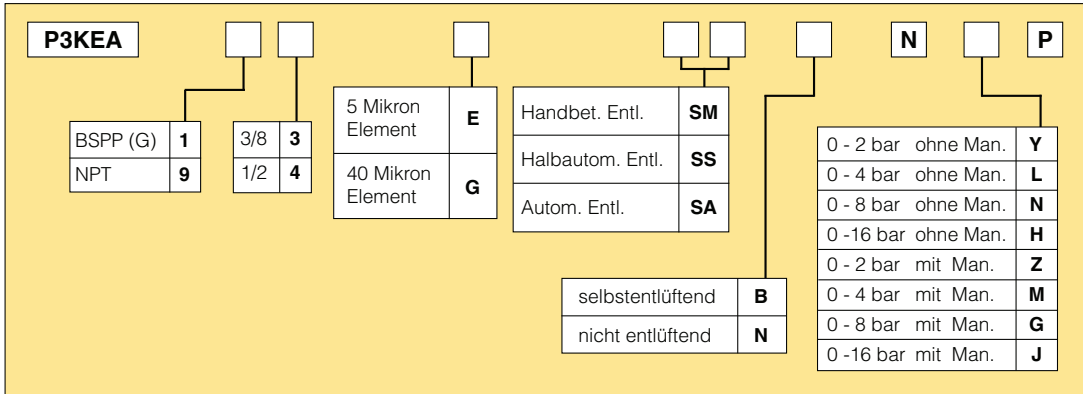 P3KEA N P
BSPP (G) 1
NPT 9
3/8 3
1/2 4
5 Mikron
Element E
40 Mikron
Element G
Handbet. Entl. SM
Halbautom. Entl. SS
Autom. Entl. SA
selbstentlüftend B
nicht entlüftend N
0 - 2 bar ohne Man. Y
0 - 4 bar ohne Man. L
0 - 8 bar ohne Man. N
0 -16 bar ohne Man. H
0 - 2 bar mit Man. Z
0 - 4 bar mit Man. M
0 - 8 bar mit Man. G
0 -16 bar mit Man. J